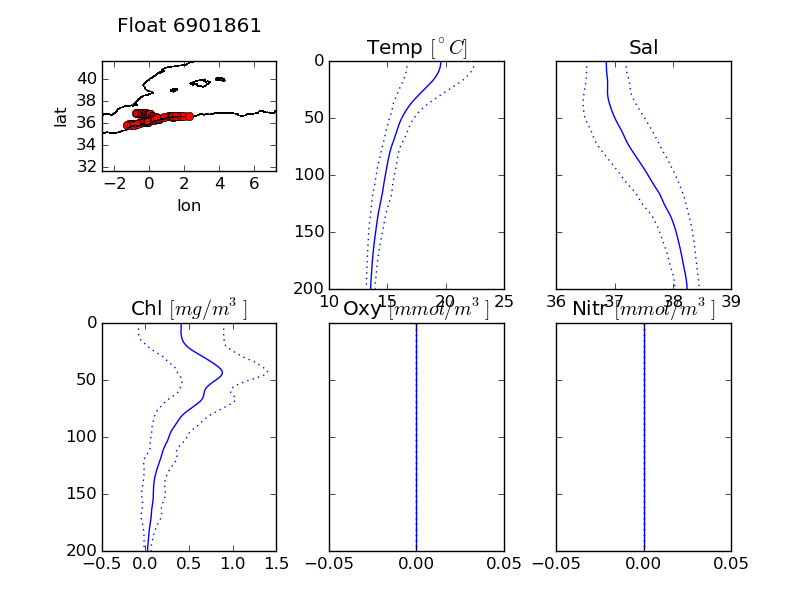 Float 6901861
Temp [°C]
Sal
lat
40
38
36
34
32
−2 0 2 4 6
lon
0
50
100
150
200
10 15 20 25
36 37 38 39
Chl [mg/m³]
Oxy [mmol/m³]
Nitr [mmol/m³]
0
50
100
150
200
−0.5 0.0 0.5 1.0 1.5
−0.05 0.00 0.05
−0.05 0.00 0.05